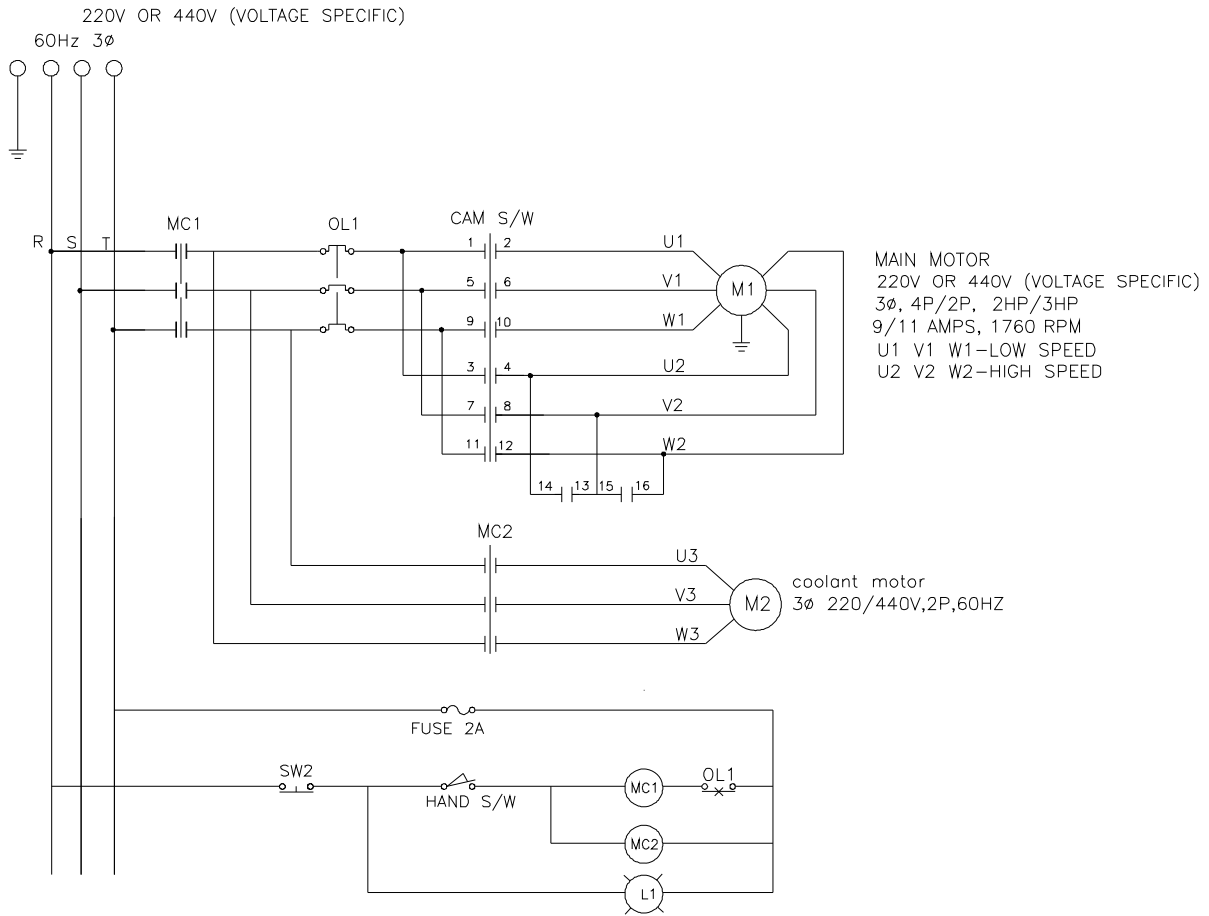 220V OR 440V (VOLTAGE SPECIFIC)
60Hz 3ø
MC1
OL1
CAM S/W
R S T
1 2 U1
5 6 V1
9 10 W1
3 4 U2
7 8 V2
11 12 W2
14 13 15 16
M1
MAIN MOTOR
220V OR 440V (VOLTAGE SPECIFIC)
3ø, 4P/2P, 2HP/3HP
9/11 AMPS, 1760 RPM
U1 V1 W1-LOW SPEED
U2 V2 W2-HIGH SPEED
MC2
U3
V3
W3
M2
coolant motor
3ø 220/440V,2P,60HZ
FUSE 2A
SW2
HAND S/W
MC1
OL1
MC2
L1